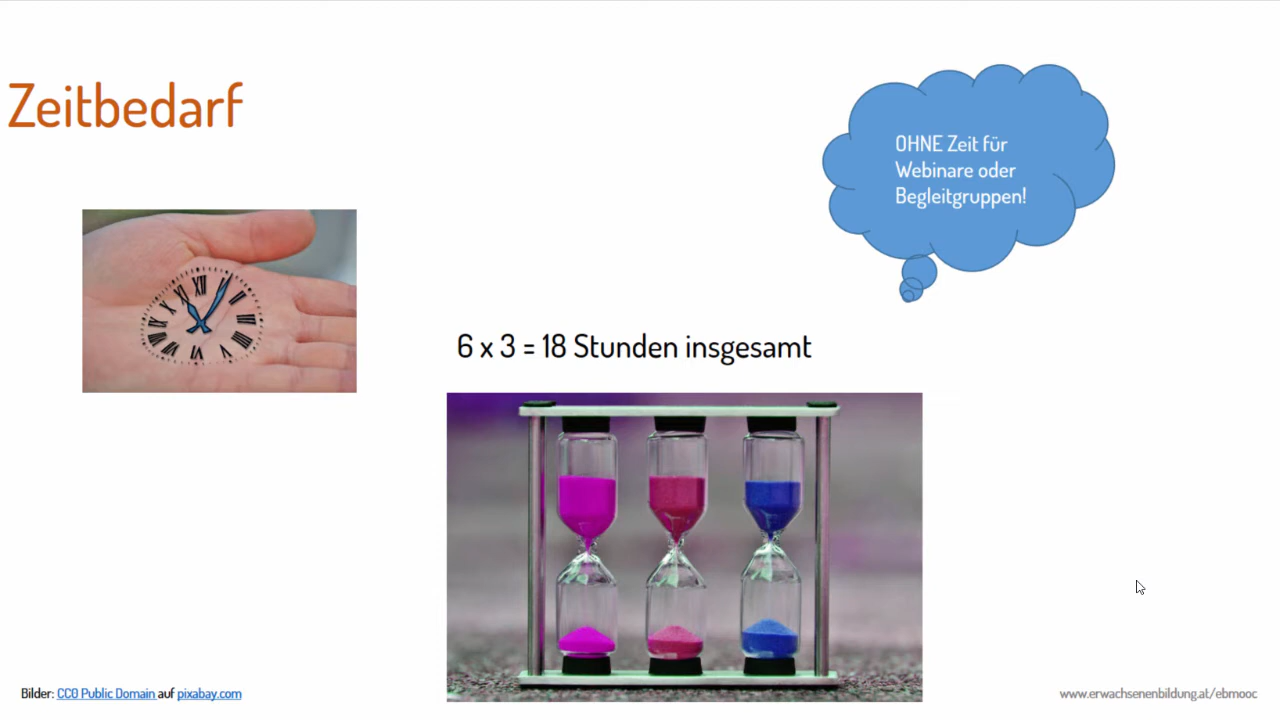 Zeitbedarf
OHNE Zeit für
Webinare oder
Begleitgruppen!
XII
6 x 3 = 18 Stunden insgesamt
Bilder: CC0 Public Domain auf pixabay.com
www.erwachsenenbildung.at/ebmooc